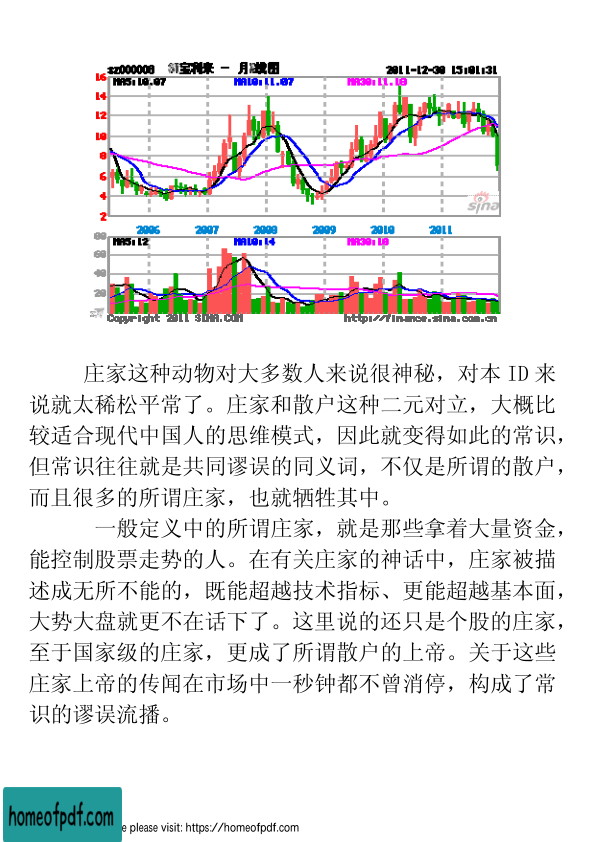 sz000008 ST宝利来 - 月K线图 2011-12-30 15:01:31
MA5:10.07 MA10:11.07 MA30:11.10
16
14
12
10
8
6
4
2
sina
2006 2007 2008 2009 2010 2011
80
MA5:12 MA10:14 MA30:18
60
40
20
Copyright 2011 SINA.COM http://finance.sina.com.cn
庄家这种动物对大多数人来说很神秘，对本 ID 来
说就太稀松平常了。庄家和散户这种二元对立，大概比
较适合现代中国人的思维模式，因此就变得如此的常识，
但常识往往就是共同谬误的同义词，不仅是所谓的散户，
而且很多的所谓庄家，也就牺牲其中。
一般定义中的所谓庄家，就是那些拿着大量资金，
能控制股票走势的人。在有关庄家的神话中，庄家被描
述成无所不能的，既能超越技术指标、更能超越基本面，
大势大盘就更不在话下了。这里说的还只是个股的庄家，
至于国家级的庄家，更成了所谓散户的上帝。关于这些
庄家上帝的传闻在市场中一秒钟都不曾消停，构成了常
识的谬误流播。
homeofpdf.com
e please visit: https://homeofpdf.com